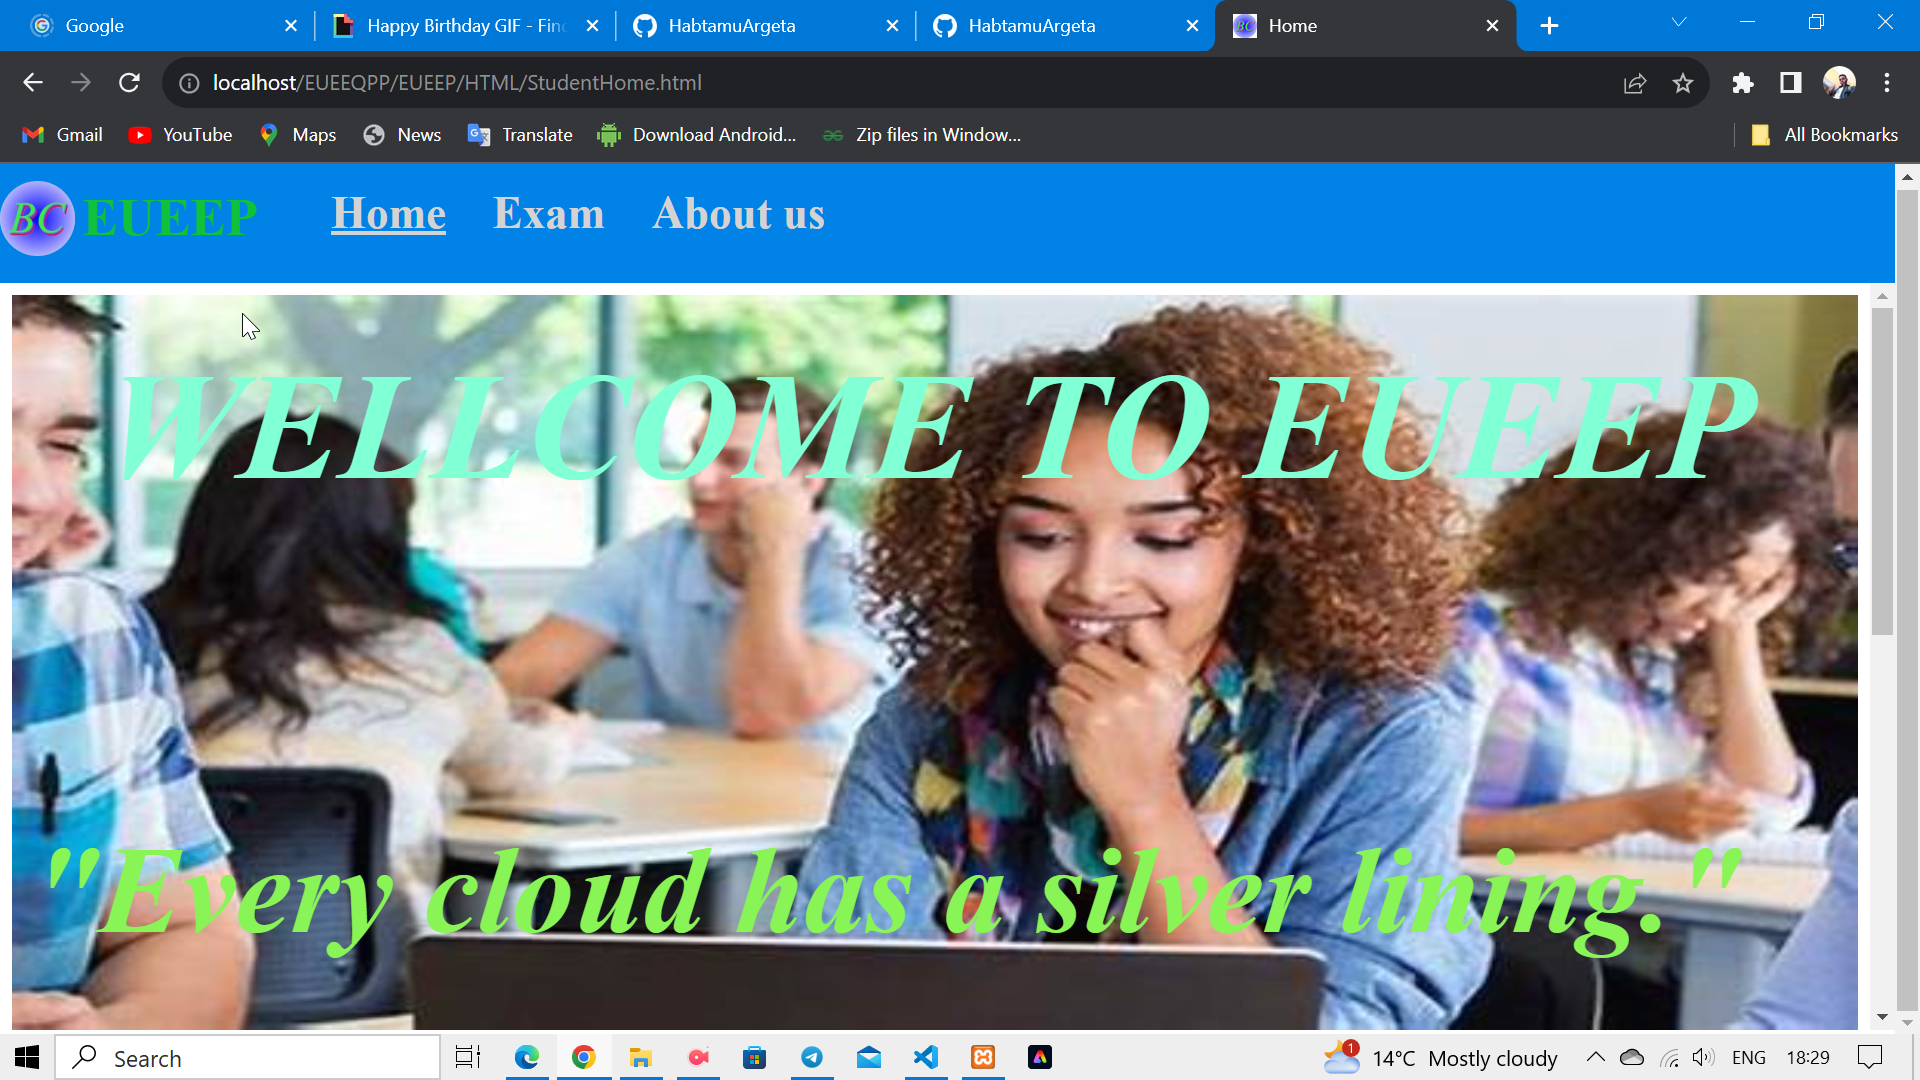 Google
Happy Birthday GIF - Fin
HabtamuArgeta
HabtamuArgeta
Home
localhost/EUEEQPP/EUEEP/HTML/StudentHome.html
Gmail YouTube Maps News Translate Download Android... Zip files in Window... All Bookmarks
BC EUEEP Home Exam About us
WELLCOME TO EUEEP
"Every cloud has a silver lining."
Search
1 14°C Mostly cloudy ENG 18:29